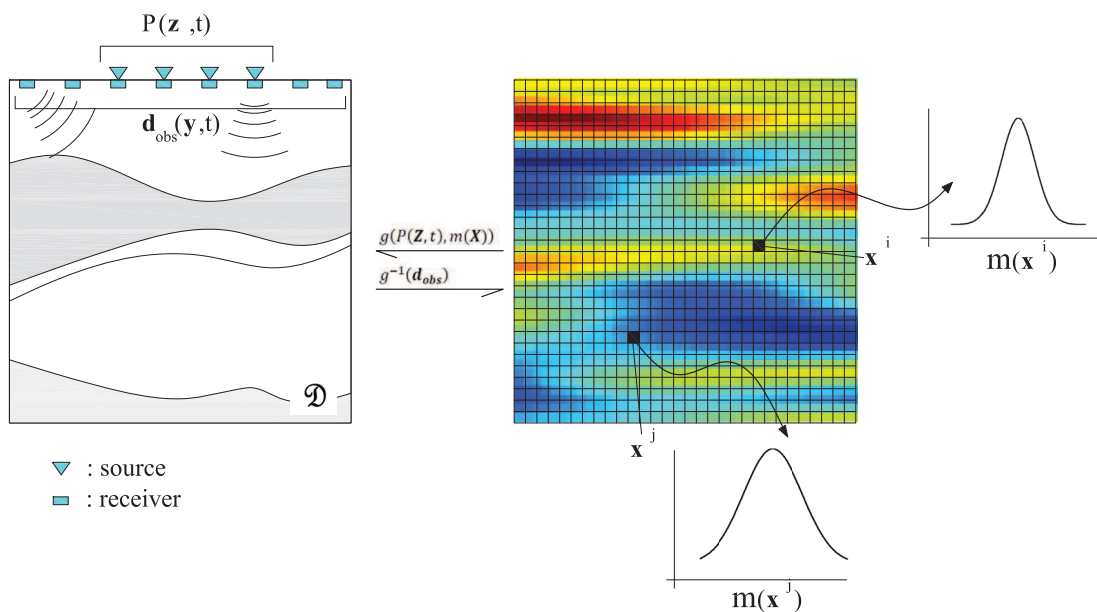 P(z ,t)
d_obs(y,t)
𝔇
g(P(Z,t),m(X))
g⁻¹(d_obs)
x^i
m(x^i)
x^j
m(x^j)
: source
: receiver